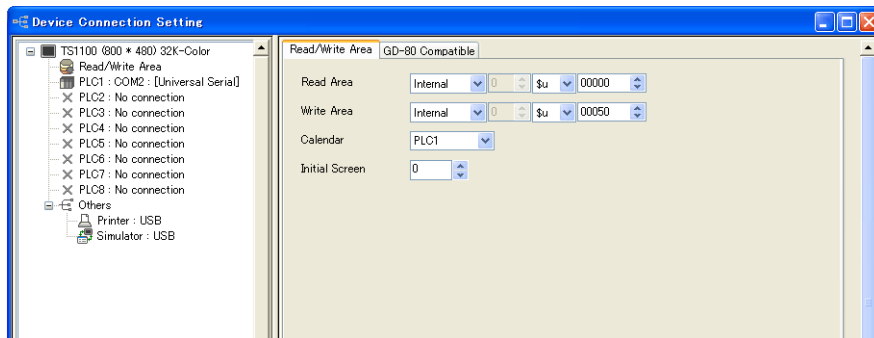 Device Connection Setting
TS1100 (800 * 480) 32K-Color
Read/Write Area
PLC1 : COM2 : [Universal Serial]
PLC2 : No connection
PLC3 : No connection
PLC4 : No connection
PLC5 : No connection
PLC6 : No connection
PLC7 : No connection
PLC8 : No connection
Others
Printer : USB
Simulator : USB
Read/Write Area GD-80 Compatible
Read Area Internal 0 $u 00000
Write Area Internal 0 $u 00050
Calendar PLC1
Initial Screen 0